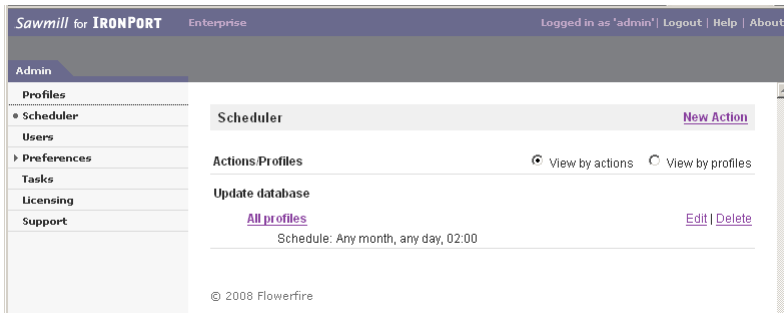 Sawmill for IRONPORT Enterprise Logged in as 'admin'| Logout | Help | About
Admin
Profiles
Scheduler
Users
Preferences
Tasks
Licensing
Support
Scheduler New Action
Actions/Profiles View by actions View by profiles
Update database
All profiles Edit | Delete
Schedule: Any month, any day, 02:00
© 2008 Flowerfire